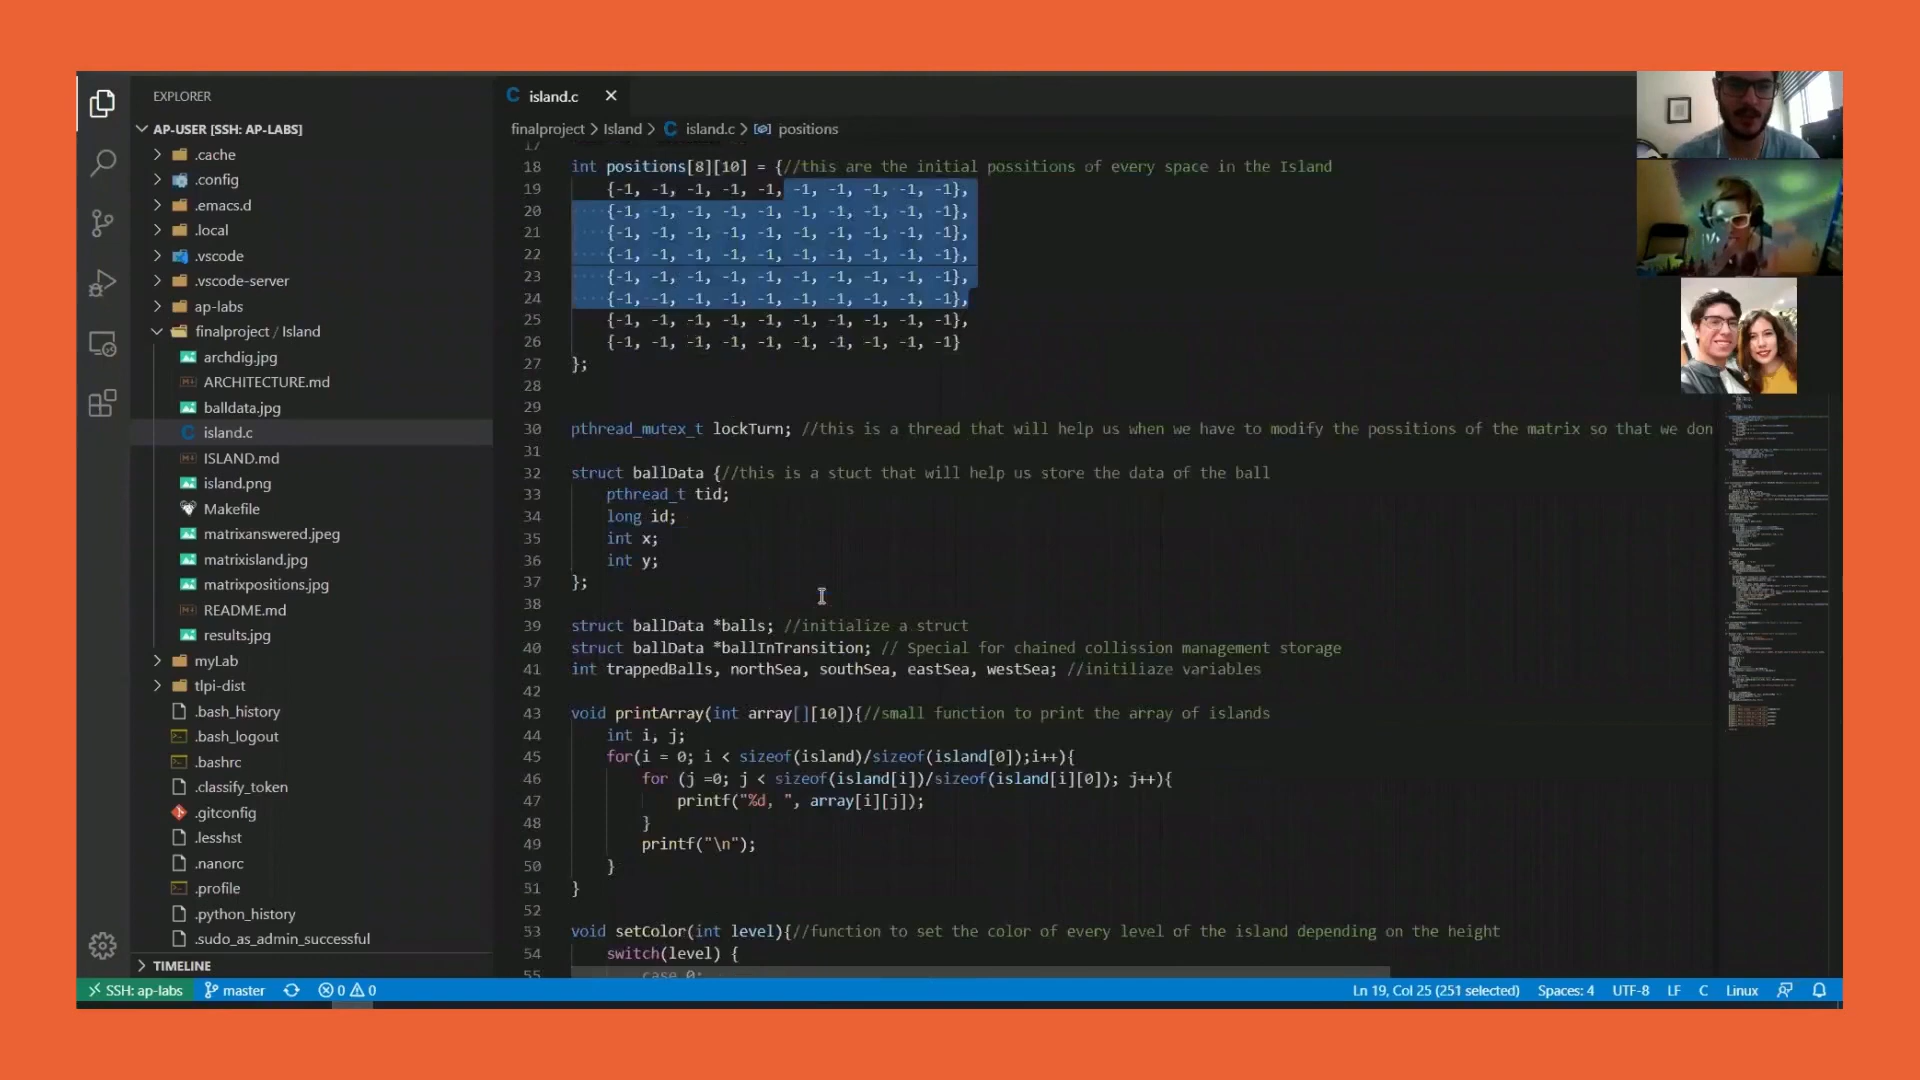 EXPLORER
AP-USER [SSH: AP-LABS]
.cache
.config
.emacs.d
.local
.vscode
.vscode-server
ap-labs
finalproject / Island
archdig.jpg
ARCHITECTURE.md
balldata.jpg
island.c
ISLAND.md
island.png
Makefile
matrixanswered.jpeg
matrixisland.jpg
matrixpositions.jpg
README.md
results.jpg
myLab
tlpi-dist
.bash_history
.bash_logout
.bashrc
.classify_token
.gitconfig
.lesshst
.nanorc
.profile
.python_history
.sudo_as_admin_successful
TIMELINE
island.c
finalproject > Island > island.c > positions
17
18 int positions[8][10] = {//this are the initial possitions of every space in the Island
19 {-1, -1, -1, -1, -1, -1, -1, -1, -1, -1},
20 {-1, -1, -1, -1, -1, -1, -1, -1, -1, -1},
21 {-1, -1, -1, -1, -1, -1, -1, -1, -1, -1},
22 {-1, -1, -1, -1, -1, -1, -1, -1, -1, -1},
23 {-1, -1, -1, -1, -1, -1, -1, -1, -1, -1},
24 {-1, -1, -1, -1, -1, -1, -1, -1, -1, -1},
25 {-1, -1, -1, -1, -1, -1, -1, -1, -1, -1},
26 {-1, -1, -1, -1, -1, -1, -1, -1, -1, -1}
27 };
28
29
30 pthread_mutex_t lockTurn; //this is a thread that will help us when we have to modify the possitions of the matrix so that we don
31
32 struct ballData {//this is a stuct that will help us store the data of the ball
33 pthread_t tid;
34 long id;
35 int x;
36 int y;
37 };
38
39 struct ballData *balls; //initialize a struct
40 struct ballData *ballInTransition; // Special for chained collission management storage
41 int trappedBalls, northSea, southSea, eastSea, westSea; //initiliaze variables
42
43 void printArray(int array[][10]){//small function to print the array of islands
44 int i, j;
45 for(i = 0; i < sizeof(island)/sizeof(island[0]);i++){
46 for (j =0; j < sizeof(island[i])/sizeof(island[i][0]); j++){
47 printf("%d, ", array[i][j]);
48 }
49 printf("\n");
50 }
51 }
52
53 void setColor(int level){//function to set the color of every level of the island depending on the height
54 switch(level) {
55 case 0:
SSH: ap-labs master 0 0 Ln 19, Col 25 (251 selected) Spaces: 4 UTF-8 LF C Linux